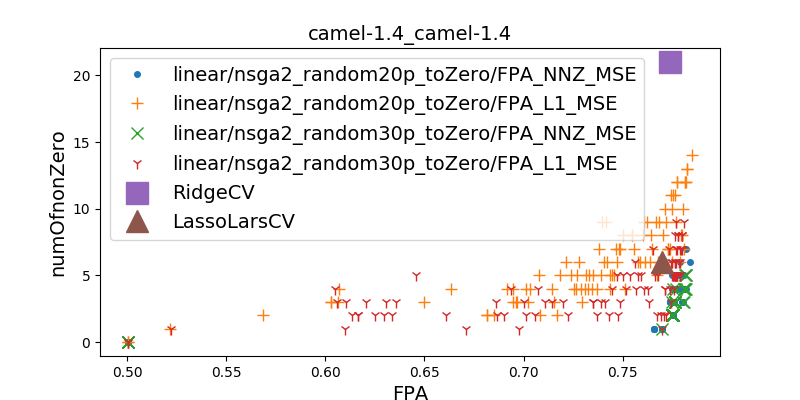 camel-1.4_camel-1.4
linear/nsga2_random20p_toZero/FPA_NNZ_MSE
linear/nsga2_random20p_toZero/FPA_L1_MSE
linear/nsga2_random30p_toZero/FPA_NNZ_MSE
linear/nsga2_random30p_toZero/FPA_L1_MSE
RidgeCV
LassoLarsCV
numOfnonZero
20
15
10
5
0
0.50 0.55 0.60 0.65 0.70 0.75
FPA